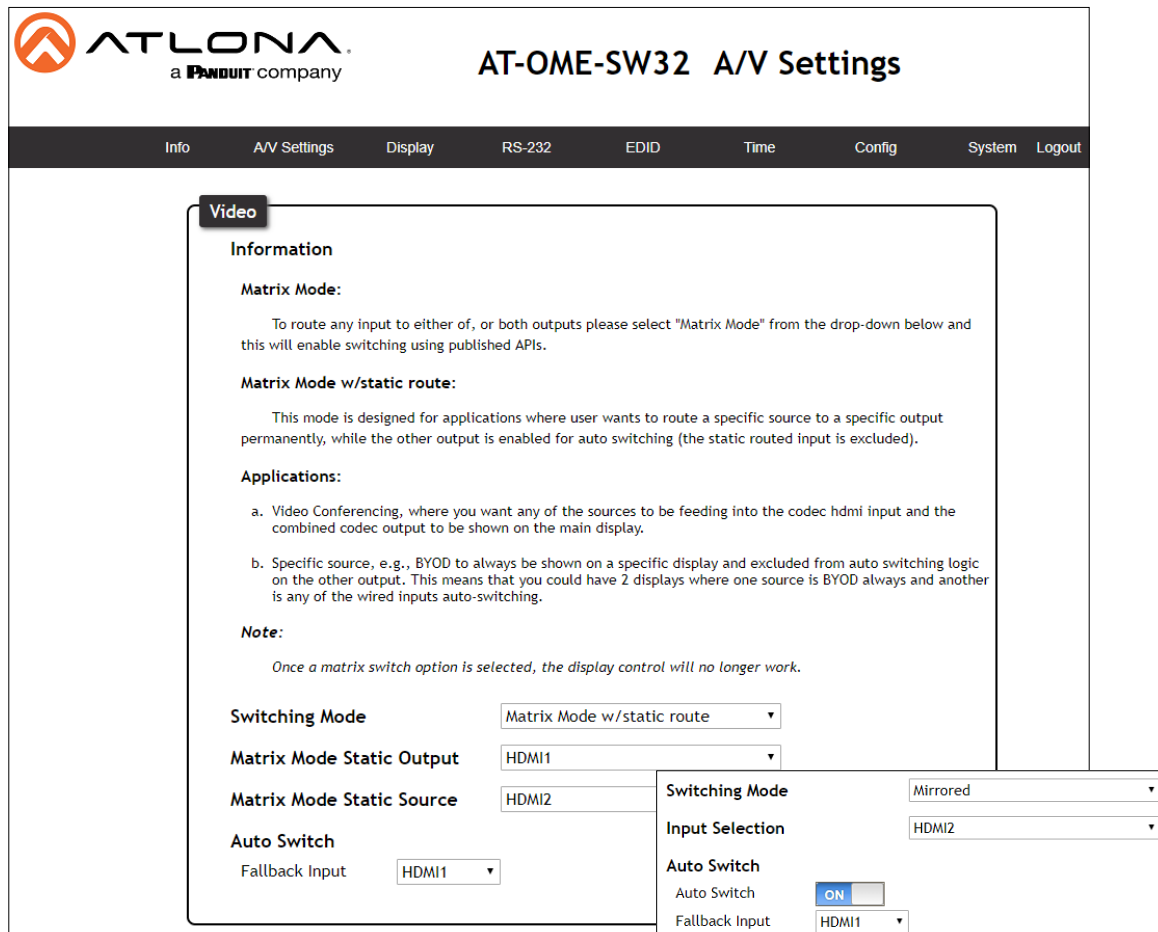 ATLONA.
a PANDUIT company
AT-OME-SW32 A/V Settings
Info A/V Settings Display RS-232 EDID Time Config System Logout
Video
Information
Matrix Mode:
To route any input to either of, or both outputs please select "Matrix Mode" from the drop-down below and
this will enable switching using published APIs.
Matrix Mode w/static route:
This mode is designed for applications where user wants to route a specific source to a specific output
permanently, while the other output is enabled for auto switching (the static routed input is excluded).
Applications:
a. Video Conferencing, where you want any of the sources to be feeding into the codec hdmi input and the
combined codec output to be shown on the main display.
b. Specific source, e.g., BYOD to always be shown on a specific display and excluded from auto switching logic
on the other output. This means that you could have 2 displays where one source is BYOD always and another
is any of the wired inputs auto-switching.
Note:
Once a matrix switch option is selected, the display control will no longer work.
Switching Mode Matrix Mode w/static route
Matrix Mode Static Output HDMI1
Matrix Mode Static Source HDMI2
Auto Switch
Fallback Input HDMI1
Switching Mode Mirrored
Input Selection HDMI2
Auto Switch
Auto Switch ON
Fallback Input HDMI1